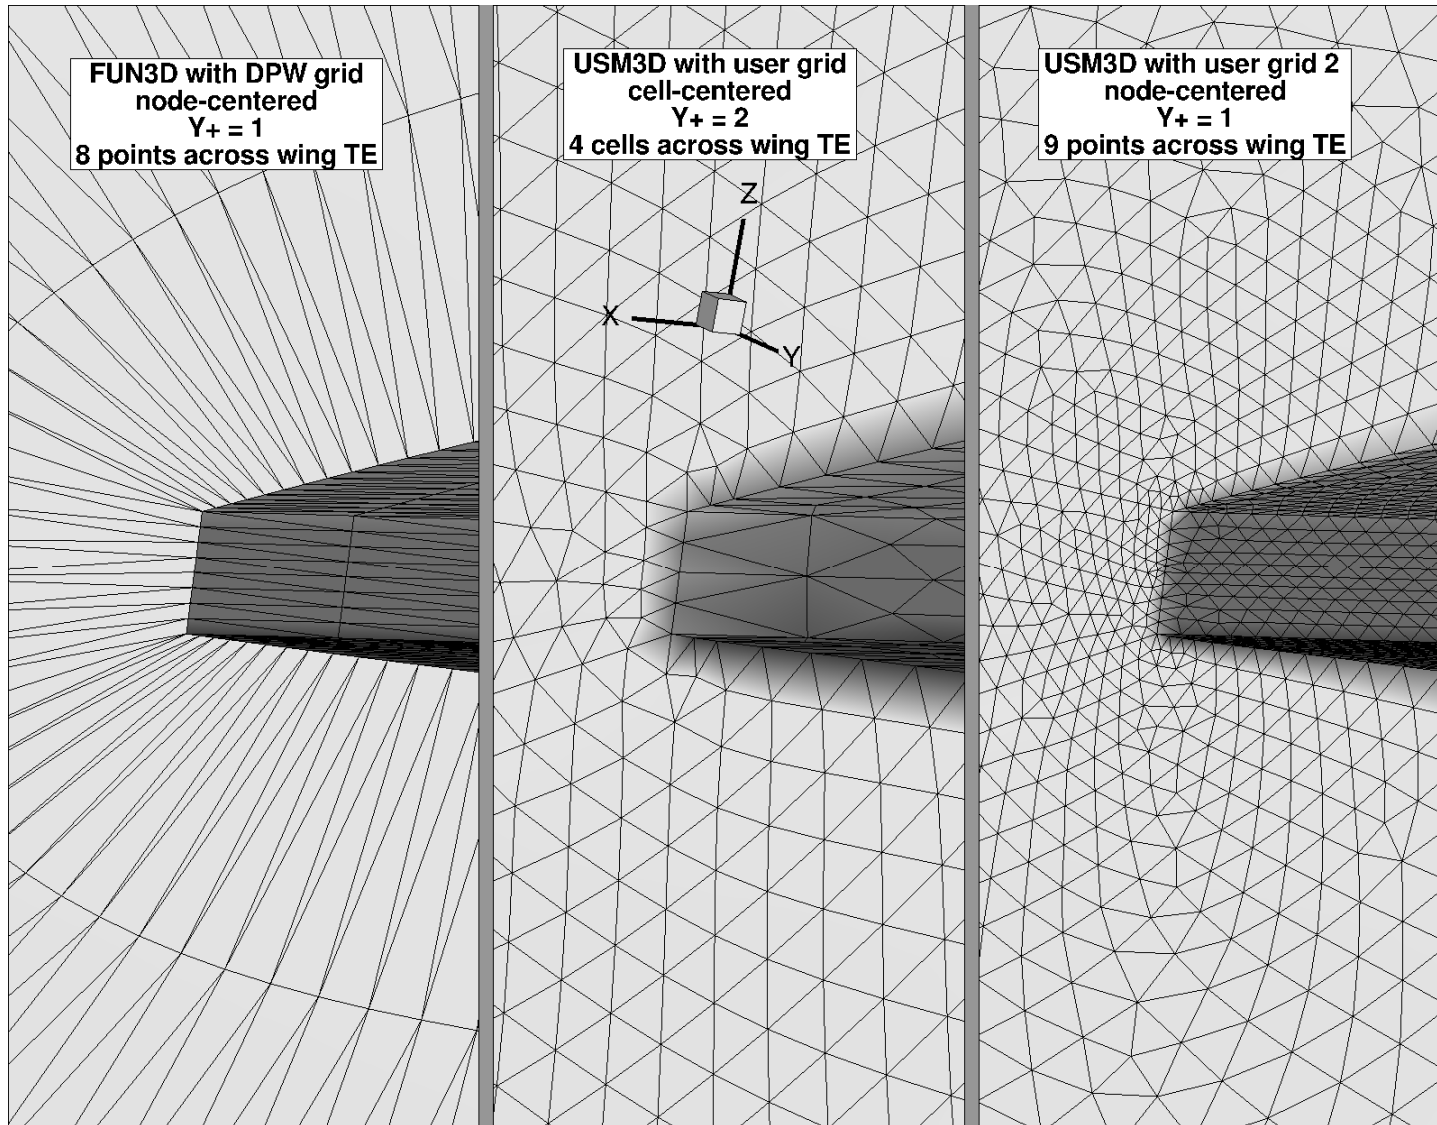 FUN3D with DPW grid
node-centered
Y+ = 1
8 points across wing TE
USM3D with user grid
cell-centered
Y+ = 2
4 cells across wing TE
USM3D with user grid 2
node-centered
Y+ = 1
9 points across wing TE
Z
X
Y